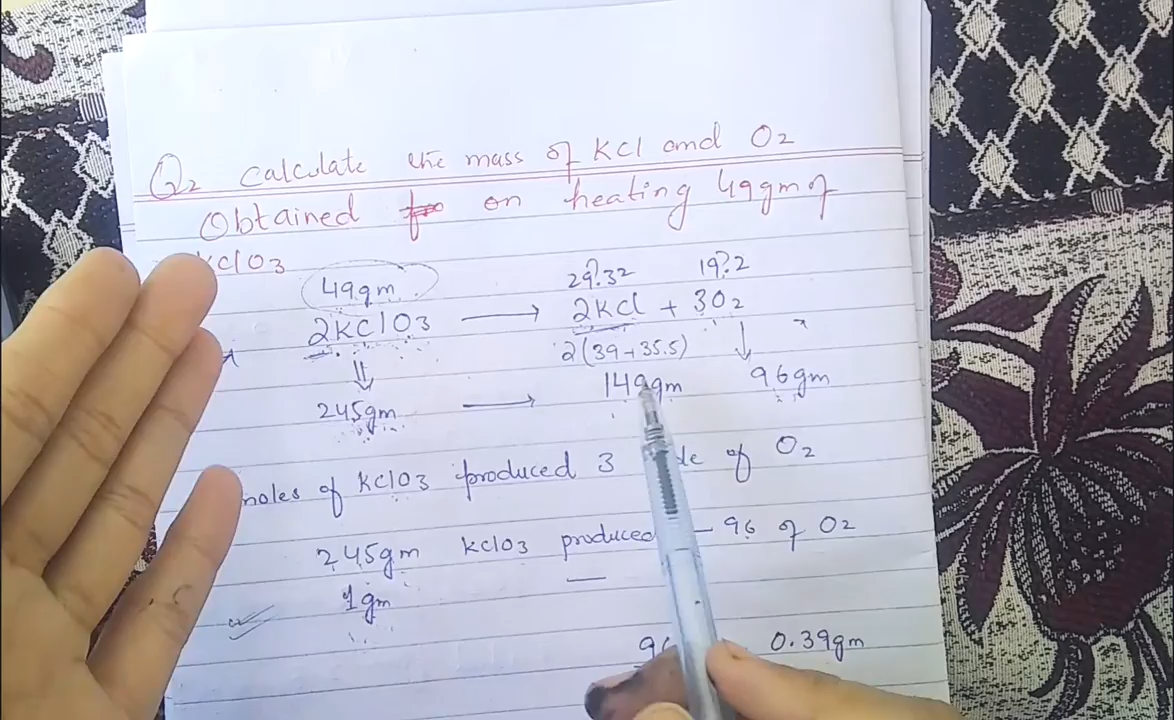 Q2 calculate the mass of KCl and O2
Obtained on heating 49gm of
KClO3
49gm 29.32 19.2
2KClO3 → 2KCl + 3O2
2(39+35.5)
245gm → 149gm 96gm
moles of KClO3 produced 3 of O2
245gm KClO3 produced – 96 of O2
1gm —
0.39gm